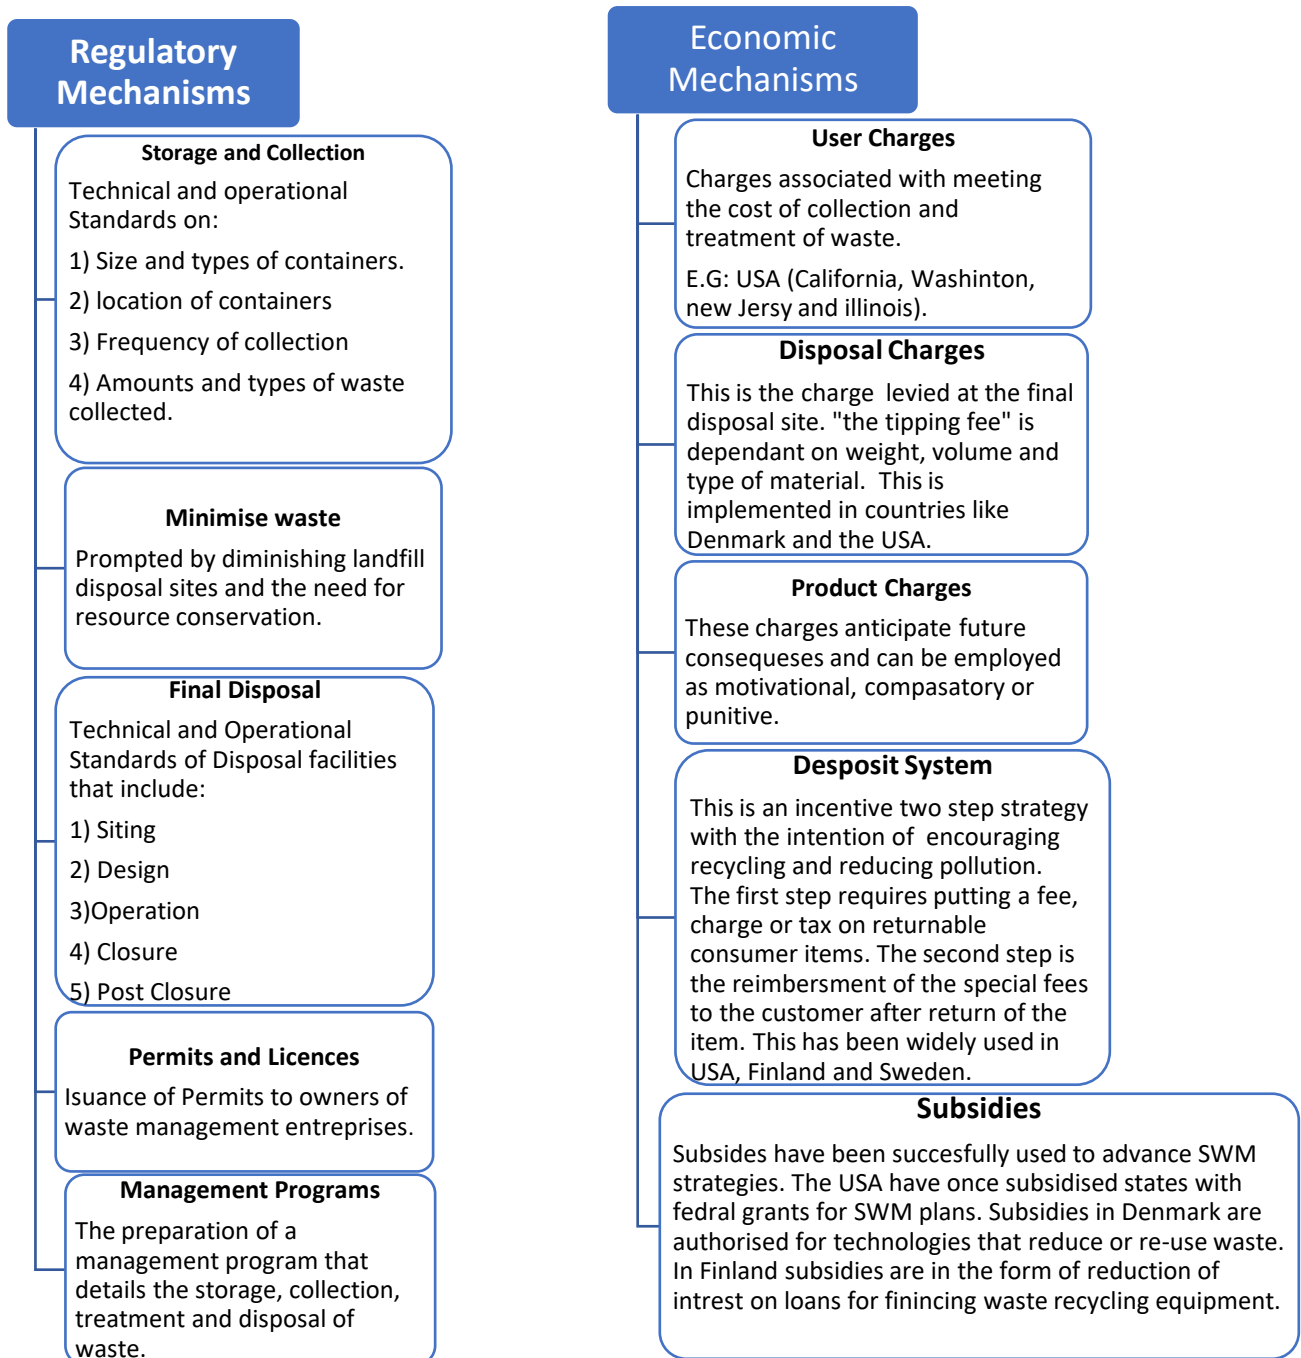 Regulatory
Mechanisms
Storage and Collection
Technical and operational
Standards on:
1) Size and types of containers.
2) location of containers
3) Frequency of collection
4) Amounts and types of waste
collected.
Minimise waste
Prompted by diminishing landfill
disposal sites and the need for
resource conservation.
Final Disposal
Technical and Operational
Standards of Disposal facilities
that include:
1) Siting
2) Design
3)Operation
4) Closure
5) Post Closure
Permits and Licences
Isuance of Permits to owners of
waste management entreprises.
Management Programs
The preparation of a
management program that
details the storage, collection,
treatment and disposal of
waste.
Economic
Mechanisms
User Charges
Charges associated with meeting
the cost of collection and
treatment of waste.
E.G: USA (California, Washinton,
new Jersy and illinois).
Disposal Charges
This is the charge levied at the final
disposal site. "the tipping fee" is
dependant on weight, volume and
type of material. This is
implemented in countries like
Denmark and the USA.
Product Charges
These charges anticipate future
consequeses and can be employed
as motivational, compasatory or
punitive.
Desposit System
This is an incentive two step strategy
with the intention of encouraging
recycling and reducing pollution.
The first step requires putting a fee,
charge or tax on returnable
consumer items. The second step is
the reimbersment of the special fees
to the customer after return of the
item. This has been widely used in
USA, Finland and Sweden.
Subsidies
Subsides have been succesfully used to advance SWM
strategies. The USA have once subsidised states with
fedral grants for SWM plans. Subsidies in Denmark are
authorised for technologies that reduce or re-use waste.
In Finland subsidies are in the form of reduction of
intrest on loans for finincing waste recycling equipment.